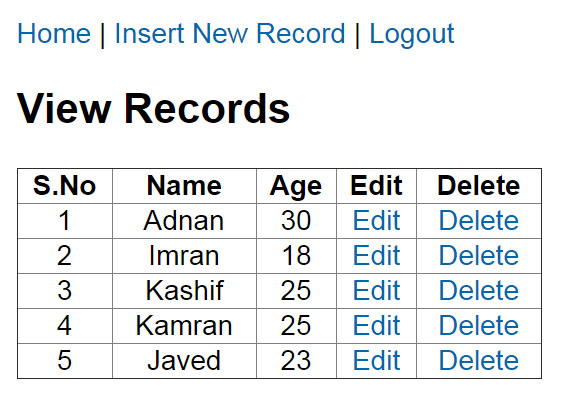 Home | Insert New Record | Logout
View Records
S.No Name Age Edit Delete
1 Adnan 30 Edit Delete
2 Imran 18 Edit Delete
3 Kashif 25 Edit Delete
4 Kamran 25 Edit Delete
5 Javed 23 Edit Delete